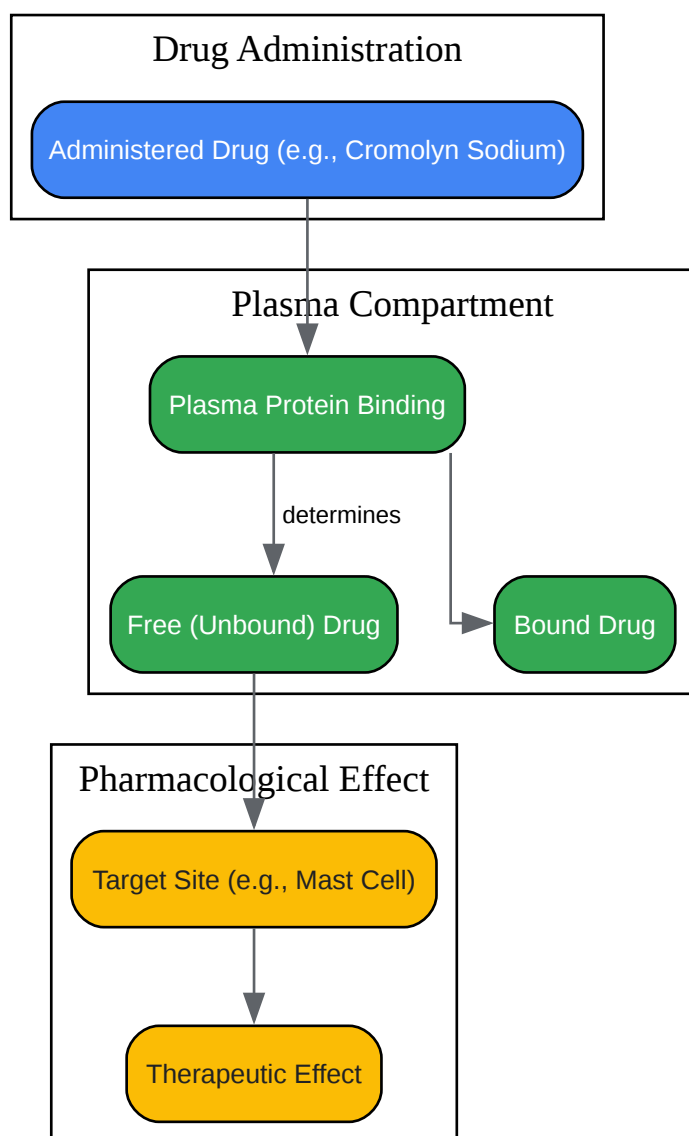 Drug Administration
Administered Drug (e.g., Cromolyn Sodium)
Plasma Compartment
Plasma Protein Binding
determines
Free (Unbound) Drug
Bound Drug
Pharmacological Effect
Target Site (e.g., Mast Cell)
Therapeutic Effect